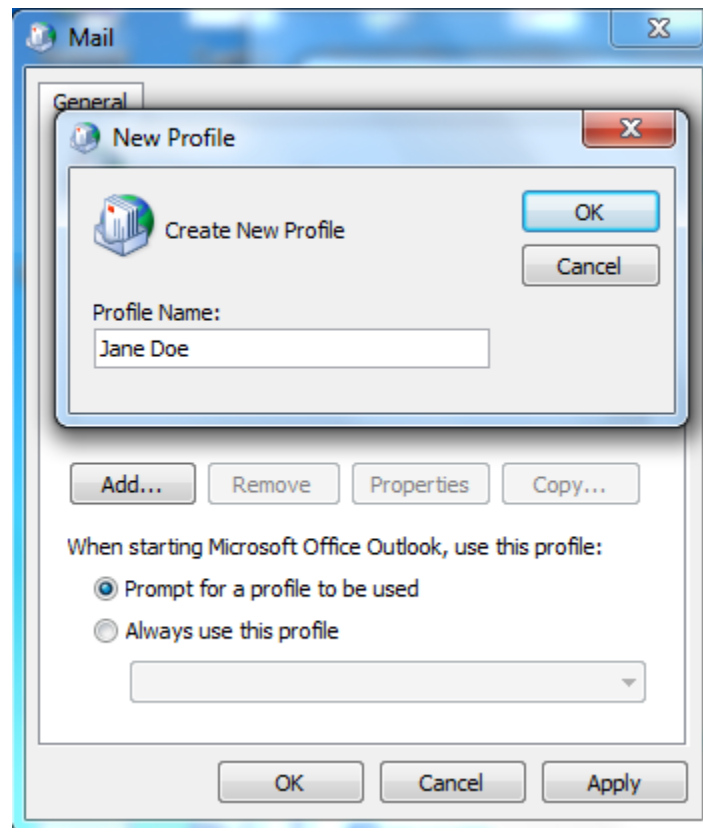 Mail
General
New Profile
Create New Profile
OK
Cancel
Profile Name:
Jane Doe
Add... Remove Properties Copy...
When starting Microsoft Office Outlook, use this profile:
Prompt for a profile to be used
Always use this profile
OK Cancel Apply